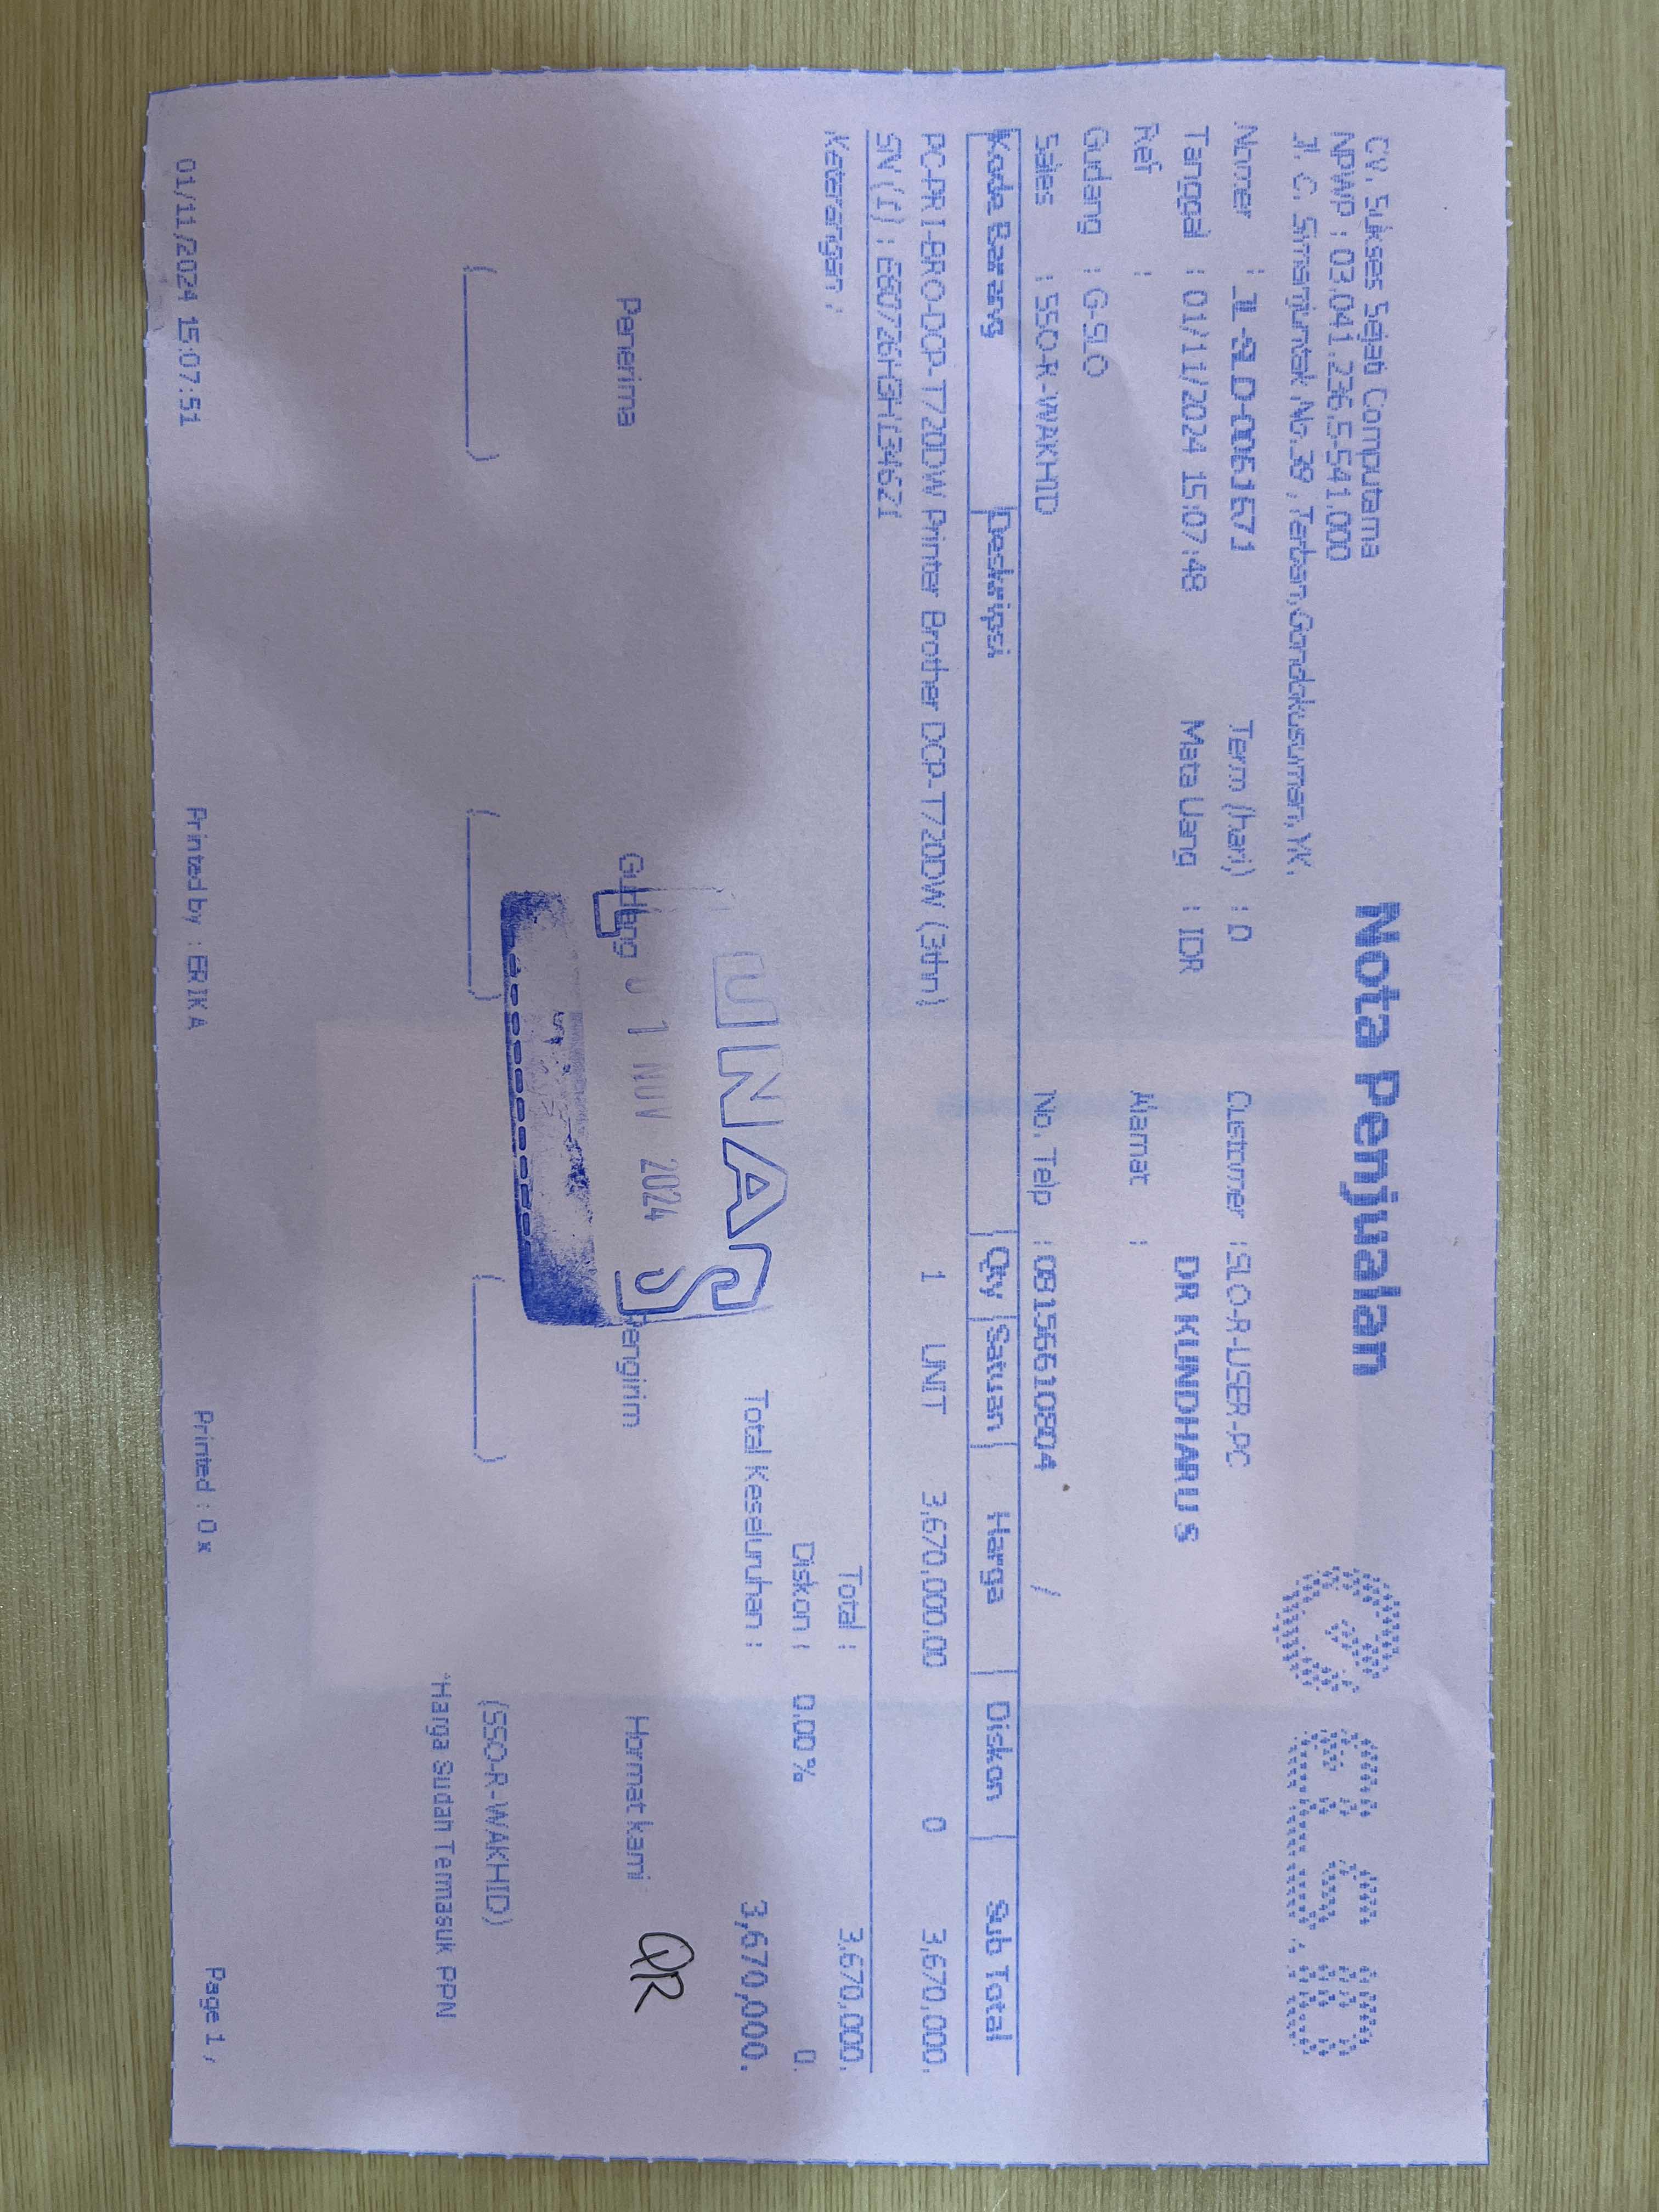 Nota Penjualan
CV. Sukses Sejati Computama
NPWP : 03.041.236.5-541.000
Jl. C. Simanjuntak No.39 , Terban,Gondokusuman, YK.
Nomer : 1-SLO-0061671 Term (hari) : 0 Customer : SLO-R-USER-PC
Tanggal : 01/11/2024 15:07:48 Mata Uang : IDR DR KUNDHARU S
Ref : Alamat :
Gudang : G-SLO
Sales : SSO-R-WAKHID No. Telp : 08156610804 /
Kode Barang Deskripsi Qty Satuan Harga Diskon Sub Total
PC-PRI-BRO-DCP-T720DW Printer Brother DCP-T720DW (3thn) 1 UNIT 3,670,000.00 0 3,670,000.
SN (1) : E80726H3H134621
Keterangan : Total : 3,670,000.
Diskon : 0.00 % 0.
Total Keseluruhan : 3,670,000.
LUNAS
Penerima Gudang Pengirim Hormat kami
01 NOV 2024
QR
(SSO-R-WAKHID)
*Harga Sudah Termasuk PPN
01/11/2024 15:07:51 Printed by : ERIKA Printed : 0 x Page 1 /